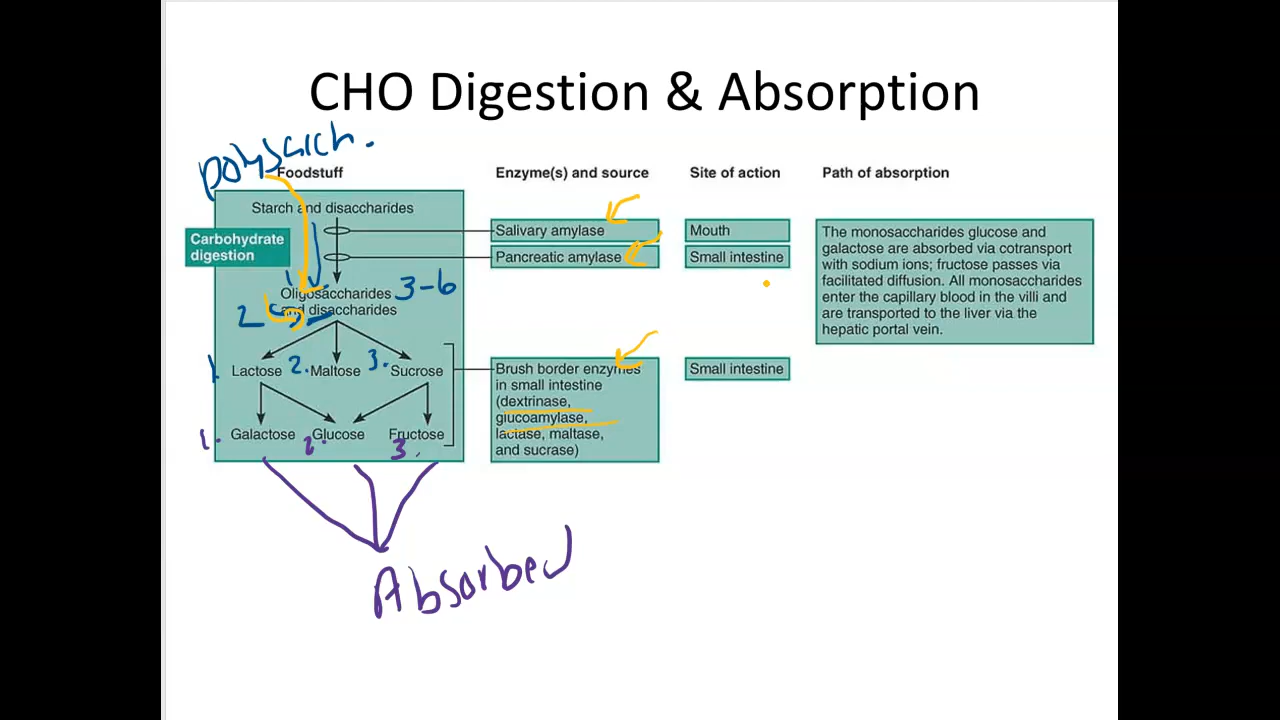 CHO Digestion & Absorption
polysacch.
Foodstuff
Enzyme(s) and source
Site of action
Path of absorption
Starch and disaccharides
Carbohydrate
digestion
Salivary amylase
Mouth
Pancreatic amylase
Small intestine
The monosaccharides glucose and
galactose are absorbed via cotransport
with sodium ions; fructose passes via
facilitated diffusion. All monosaccharides
enter the capillary blood in the villi and
are transported to the liver via the
hepatic portal vein.
Oligosaccharides 3-6
2 and disaccharides
1. Lactose 2. Maltose 3. Sucrose
Brush border enzymes
in small intestine
(dextrinase,
glucoamylase,
lactase, maltase,
and sucrase)
Small intestine
1. Galactose 2. Glucose 3. Fructose
Absorbed